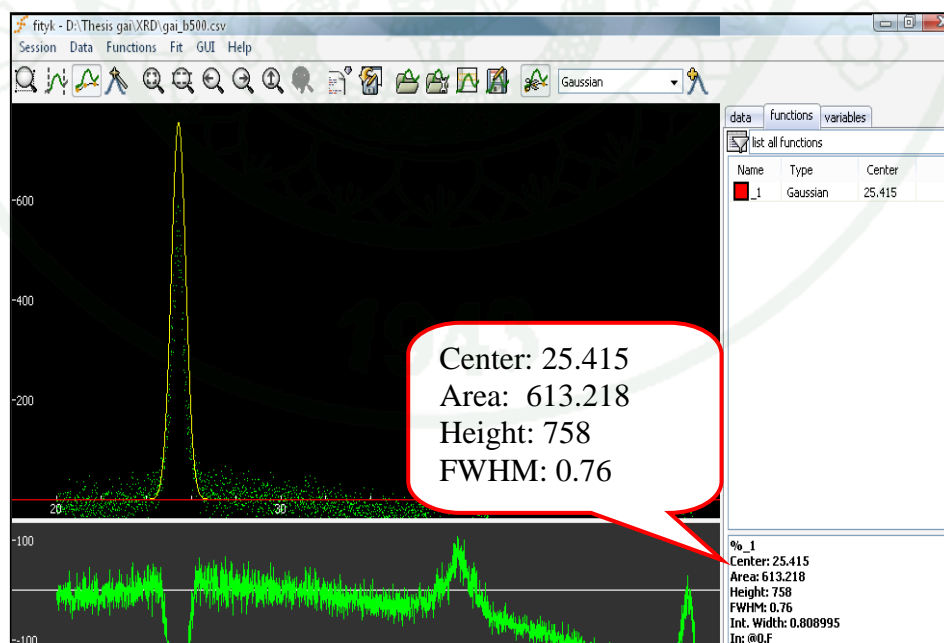 fityk - D:\Thesis gai\XRD\gai_b500.csv
Session Data Functions Fit GUI Help
Gaussian
data functions variables
list all functions
Name Type Center
_1 Gaussian 25.415
-600
-400
-200
20 30
Center: 25.415
Area: 613.218
Height: 758
FWHM: 0.76
-100
-100
%_1
Center: 25.415
Area: 613.218
Height: 758
FWHM: 0.76
Int. Width: 0.808995
In: @0.F
1943